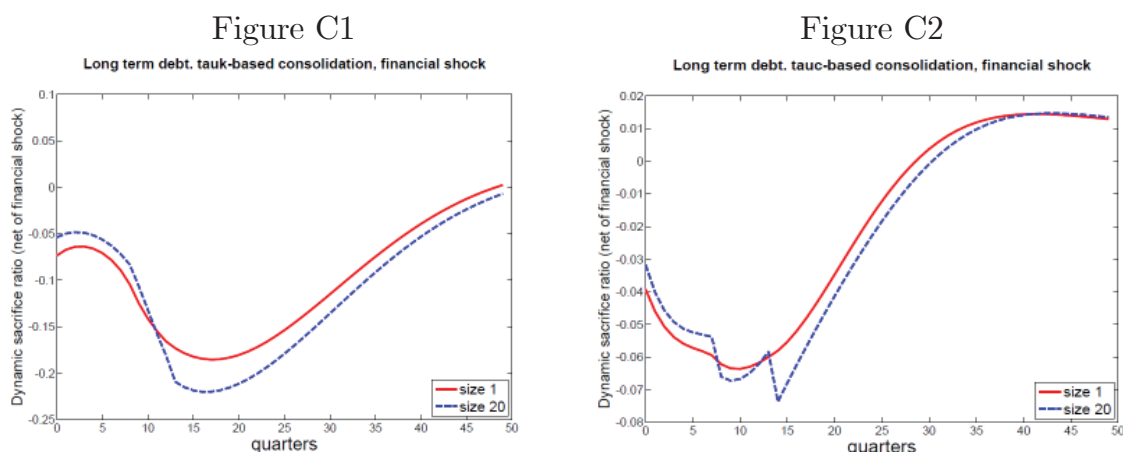 Figure C1
Long term debt. tauk-based consolidation, financial shock
Dynamic sacrifice ratio (net of financial shock)
0.1
0.05
0
-0.05
-0.1
-0.15
-0.2
-0.25
0 5 10 15 20 25 30 35 40 45 50
quarters
size 1
size 20
Figure C2
Long term debt. tauc-based consolidation, financial shock
Dynamic sacrifice ratio (net of financial shock)
0.02
0.01
0
-0.01
-0.02
-0.03
-0.04
-0.05
-0.06
-0.07
-0.08
0 5 10 15 20 25 30 35 40 45 50
quarters
size 1
size 20